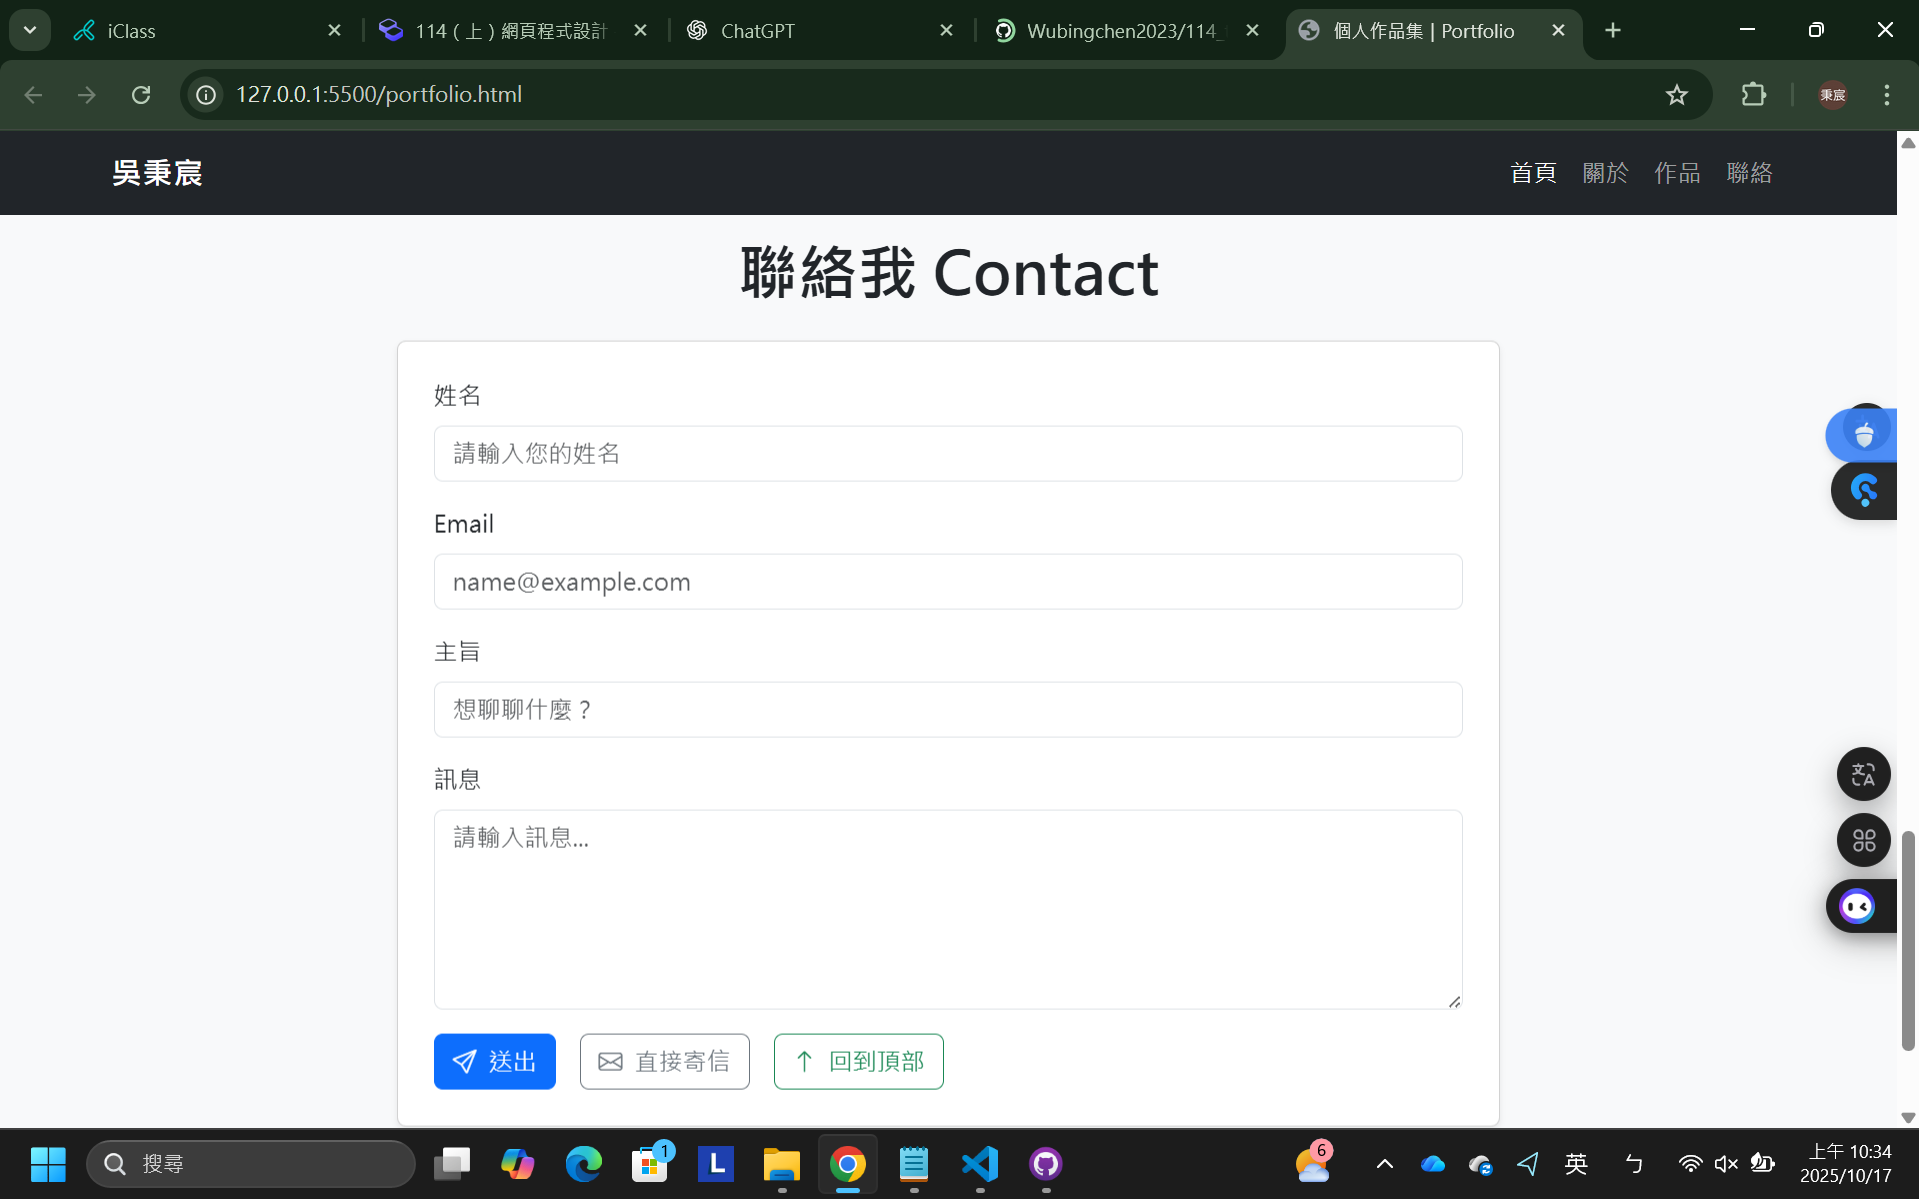 iClass
114（上）網頁程式設計
ChatGPT
Wubingchen2023/114_
個人作品集 | Portfolio
127.0.0.1:5500/portfolio.html
秉宸
吳秉宸
首頁 關於 作品 聯絡
聯絡我 Contact
姓名
請輸入您的姓名
Email
name@example.com
主旨
想聊聊什麼？
訊息
請輸入訊息...
送出
直接寄信
回到頂部
搜尋
1
L
6
英
ㄅ
上午 10:34
2025/10/17